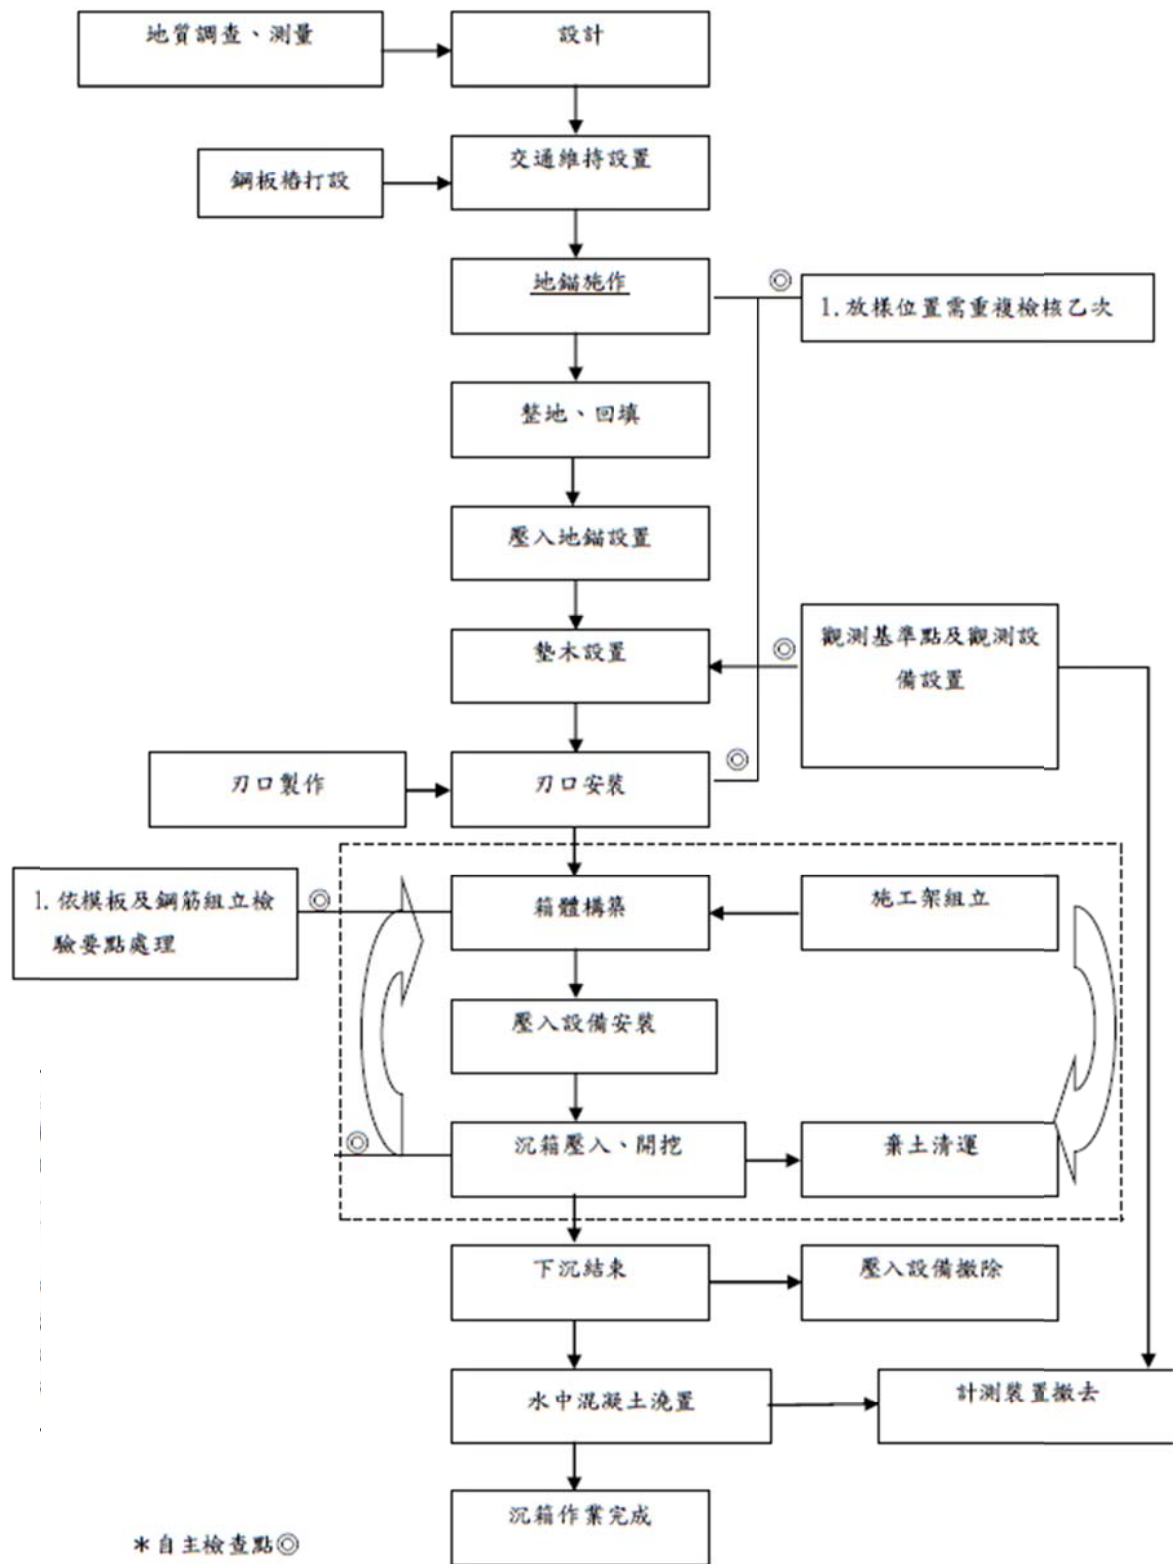 地質調查、測量
設計
交通維持設置
鋼板樁打設
地錨施作
◎
1.放樣位置需重複檢核乙次
整地、回填
壓入地錨設置
墊木設置
◎
觀測基準點及觀測設
備設置
刃口製作
刃口安裝
◎
1.依模板及鋼筋組立檢
驗要點處理
◎
箱體構築
施工架組立
壓入設備安裝
◎
沉箱壓入、開挖
棄土清運
下沉結束
壓入設備撤除
水中混凝土澆置
計測裝置撤去
沉箱作業完成
*自主檢查點◎